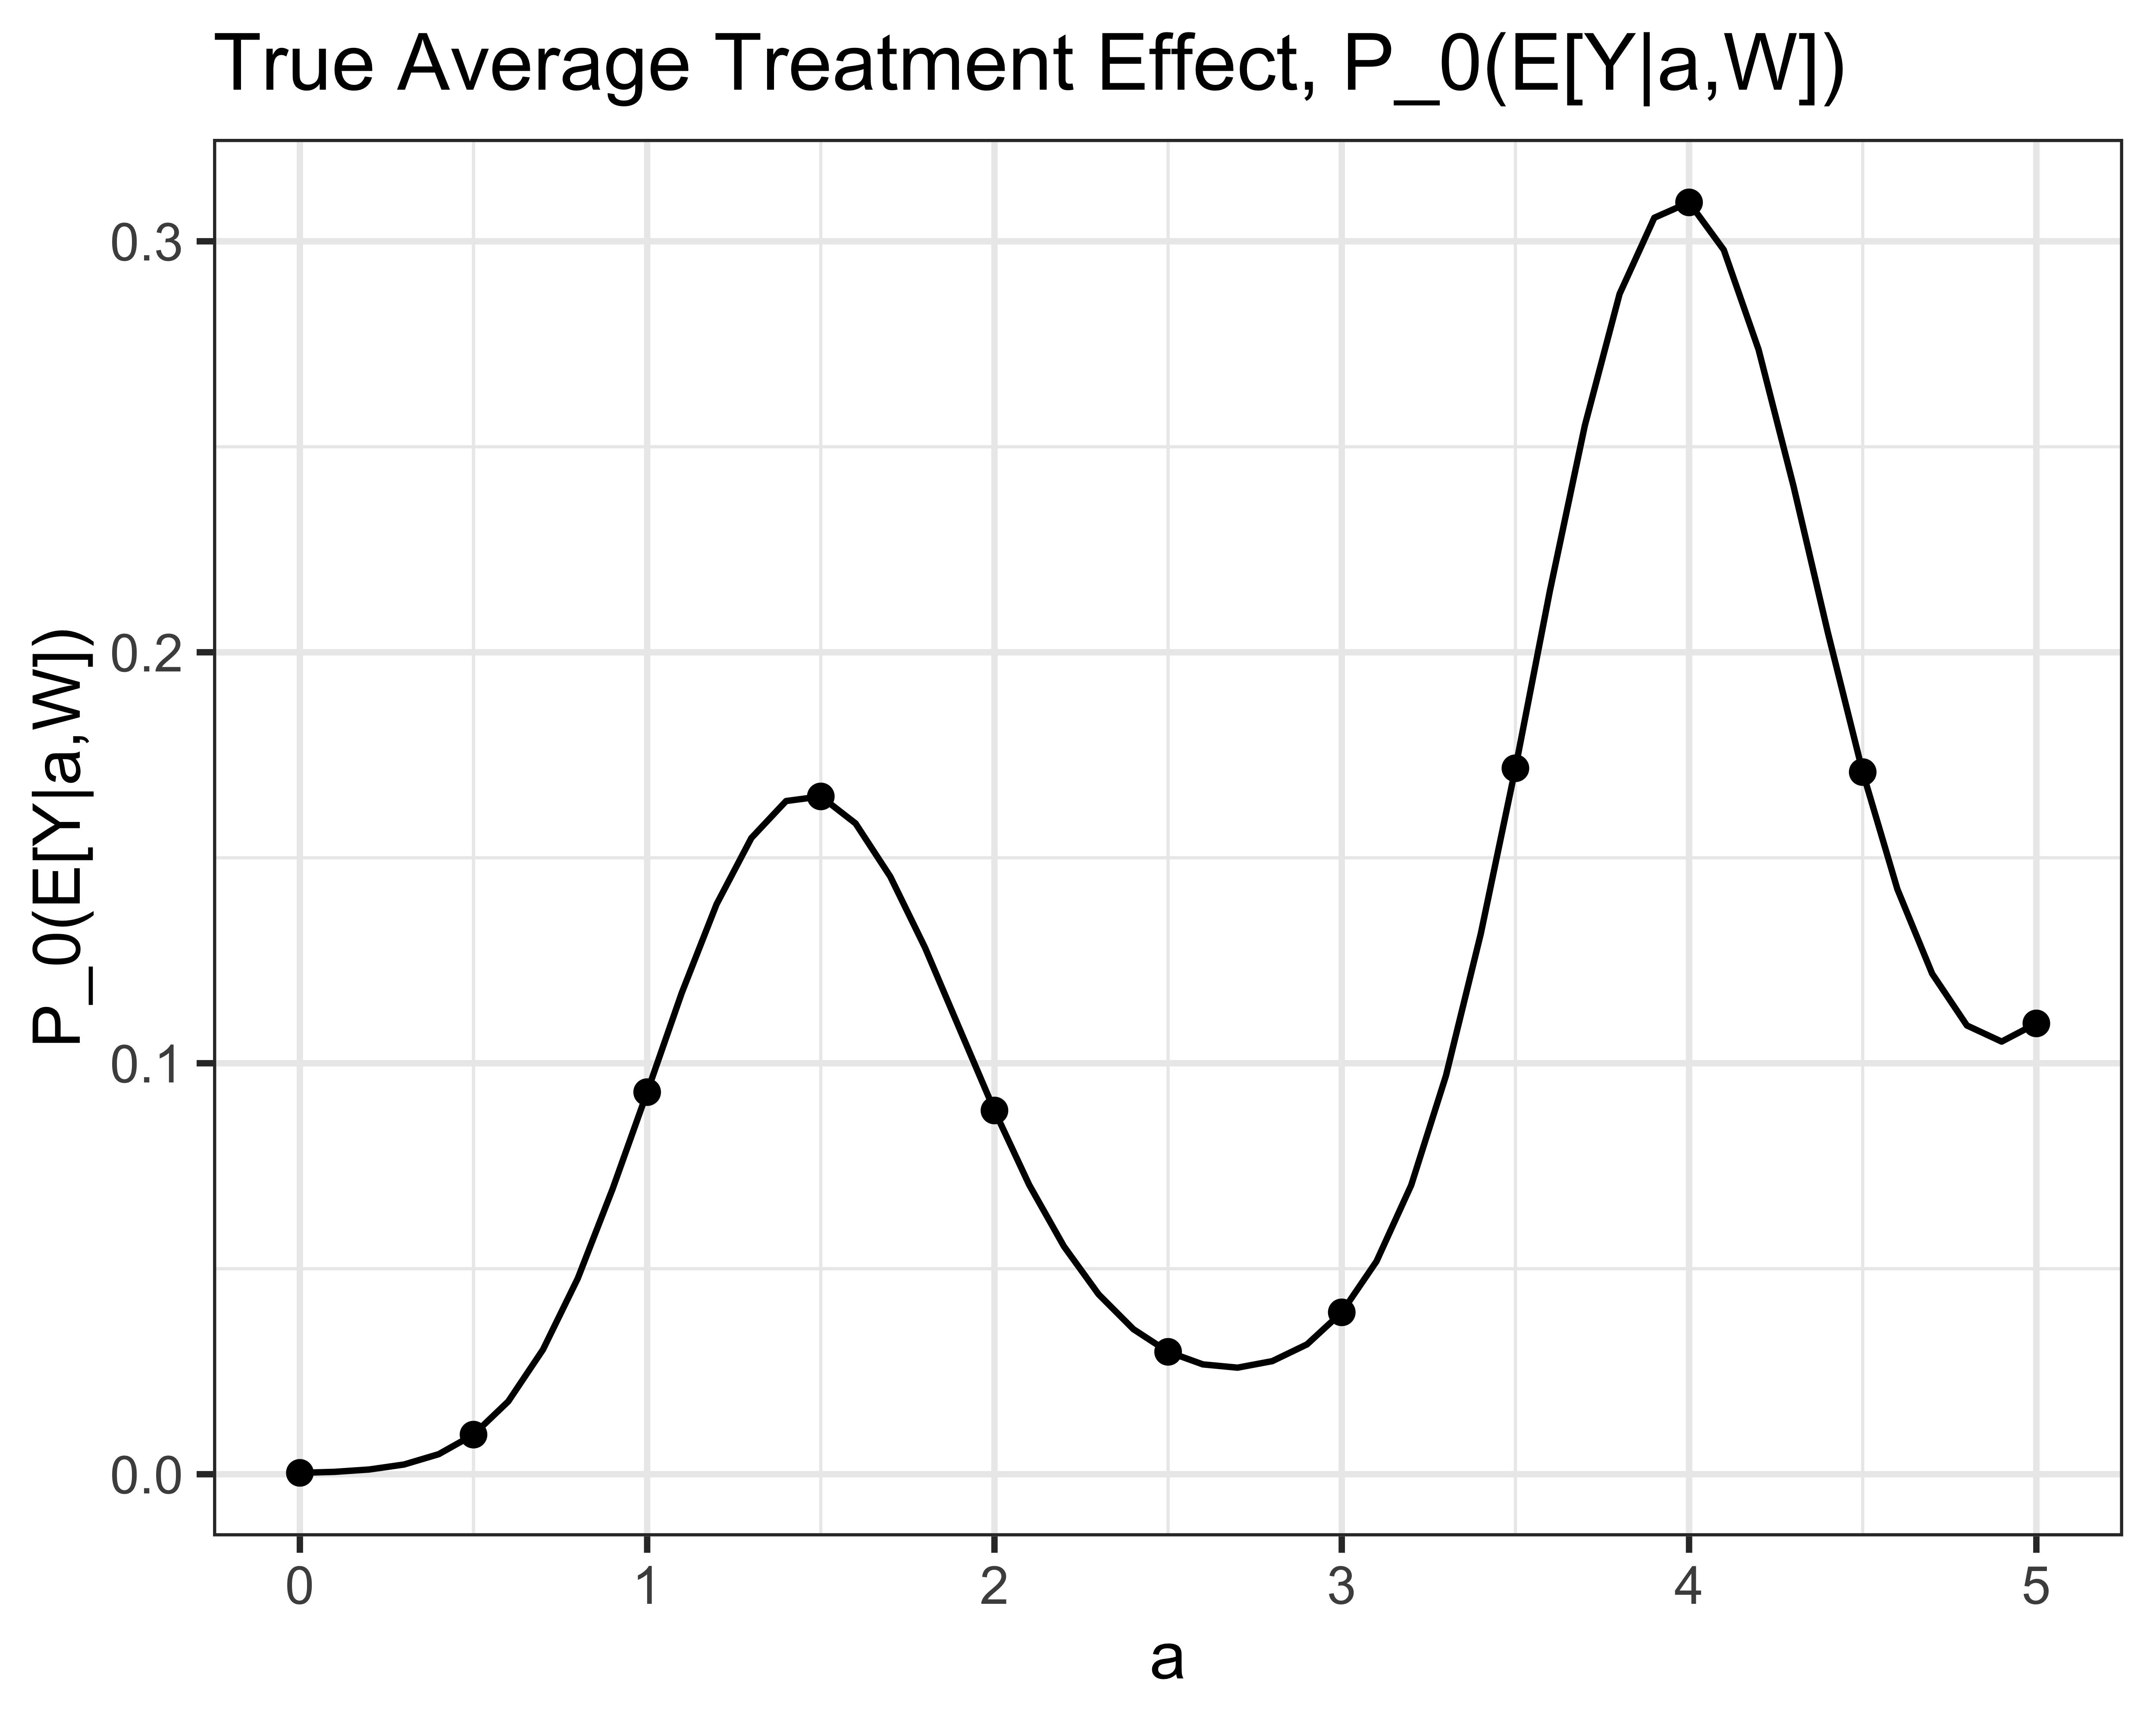 True Average Treatment Effect, P_0(E[Y|a,W])
P_0(E[Y|a,W])
0.3
0.2
0.1
0.0
0 1 2 3 4 5
a